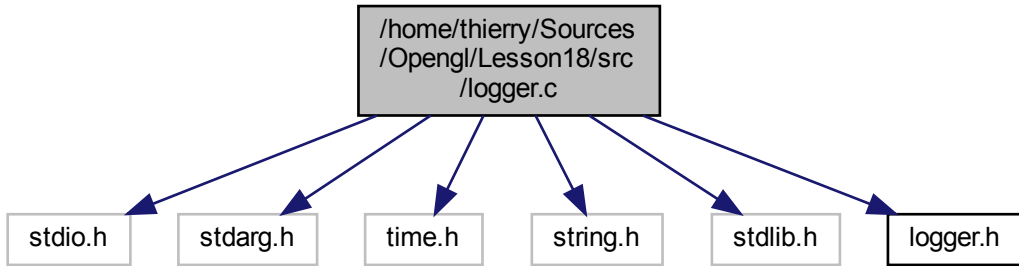 /home/thierry/Sources
/Opengl/Lesson18/src
/logger.c
stdio.h
stdarg.h
time.h
string.h
stdlib.h
logger.h